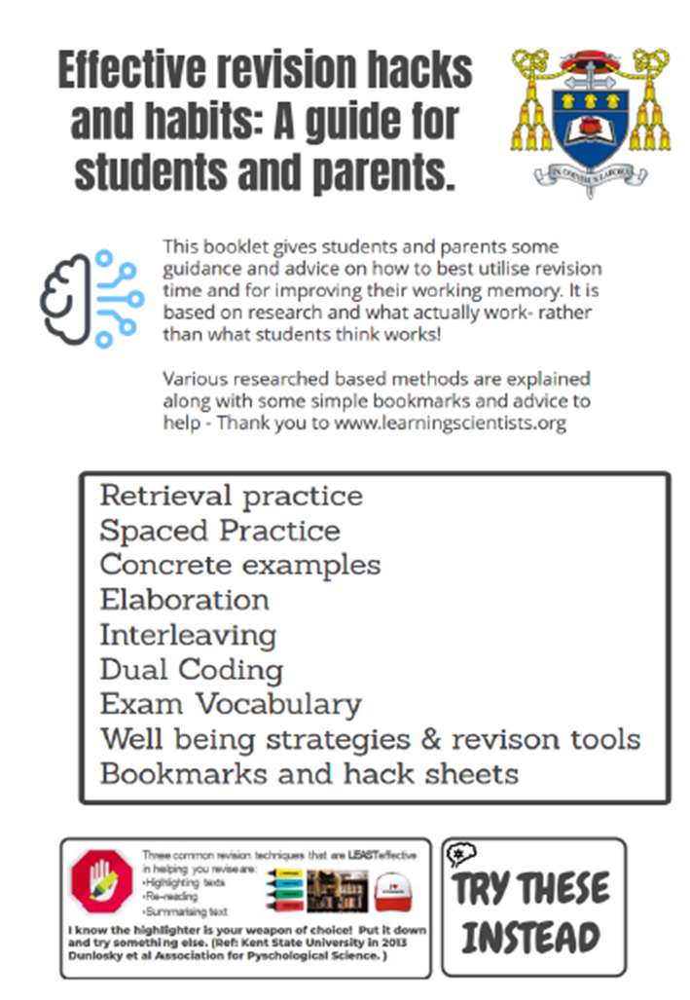 Effective revision hacks
and habits: A guide for
students and parents.
IN OMNIBUS LABORA
This booklet gives students and parents some
guidance and advice on how to best utilise revision
time and for improving their working memory. It is
based on research and what actually work- rather
than what students think works!
Various researched based methods are explained
along with some simple bookmarks and advice to
help - Thank you to www.learningscientists.org
Retrieval practice
Spaced Practice
Concrete examples
Elaboration
Interleaving
Dual Coding
Exam Vocabulary
Well being strategies & revison tools
Bookmarks and hack sheets
Three common revision techniques that are LEAST effective
in helping you revise are:
•Highlighting texts
•Re-reading
•Summarising text
I know the highlighter is your weapon of choice! Put it down
and try something else. (Ref: Kent State University in 2013
Dunlosky et al Association for Pyschological Science. )
TRY THESE
INSTEAD